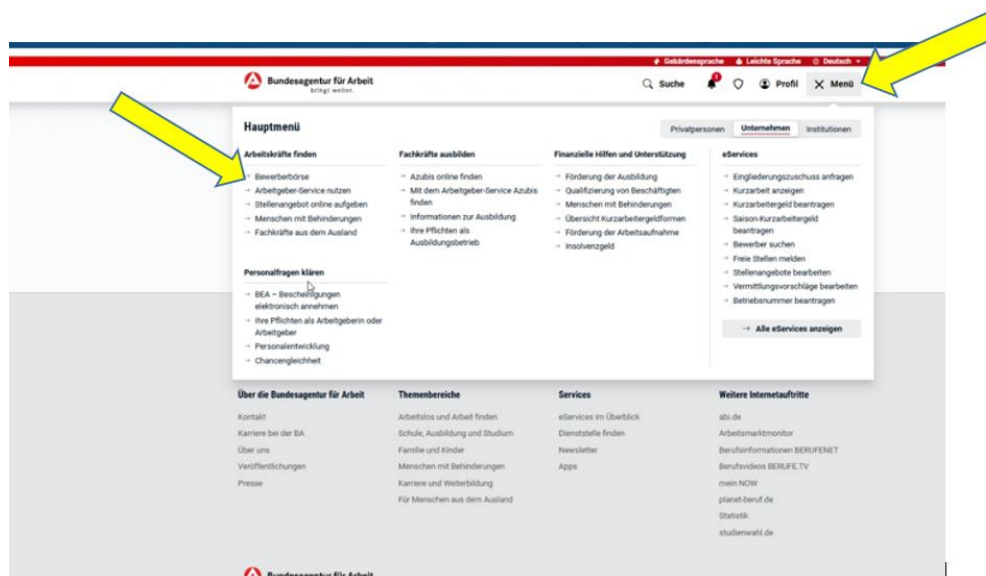 Gebärdensprache Leichte Sprache Deutsch
Bundesagentur für Arbeit
bringt weiter.
Suche 1 Profil Menü
Hauptmenü
Privatpersonen Unternehmen Institutionen
Arbeitskräfte finden
→ Bewerberbörse
→ Arbeitgeber-Service nutzen
→ Stellenangebot online aufgeben
→ Menschen mit Behinderungen
→ Fachkräfte aus dem Ausland
Fachkräfte ausbilden
→ Azubis online finden
→ Mit dem Arbeitgeber-Service Azubis
finden
→ Informationen zur Ausbildung
→ Ihre Pflichten als
Ausbildungsbetrieb
Finanzielle Hilfen und Unterstützung
→ Förderung der Ausbildung
→ Qualifizierung von Beschäftigten
→ Menschen mit Behinderungen
→ Übersicht Kurzarbeitergeldformen
→ Förderung der Arbeitsaufnahme
→ Insolvenzgeld
eServices
→ Eingliederungszuschuss anfragen
→ Kurzarbeit anzeigen
→ Kurzarbeitergeld beantragen
→ Saison-Kurzarbeitergeld
beantragen
→ Bewerber suchen
→ Freie Stellen melden
→ Stellenangebote bearbeiten
→ Vermittlungsvorschläge bearbeiten
→ Betriebsnummer beantragen
→ Alle eServices anzeigen
Personalfragen klären
→ BEA – Bescheinigungen
elektronisch annehmen
→ Ihre Pflichten als Arbeitgeberin oder
Arbeitgeber
→ Personalentwicklung
→ Chancengleichheit
Über die Bundesagentur für Arbeit
Kontakt
Karriere bei der BA
Über uns
Veröffentlichungen
Presse
Themenbereiche
Arbeitslos und Arbeit finden
Schule, Ausbildung und Studium
Familie und Kinder
Menschen mit Behinderungen
Karriere und Weiterbildung
Für Menschen aus dem Ausland
Services
eServices im Überblick
Dienststelle finden
Newsletter
Apps
Weitere Internetauftritte
abi.de
Arbeitsmarktmonitor
Berufsinformationen BERUFENET
Berufsvideos BERUFE.TV
mein NOW
planet-beruf.de
Statistik
studienwahl.de
Bundesagentur für Arbeit